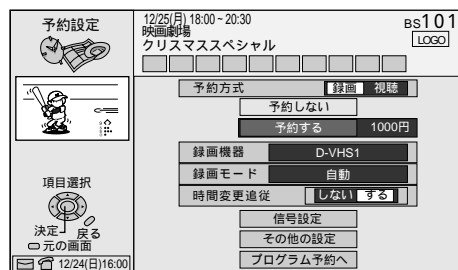 予約設定
12/25(月) 18:00~20:30
映画劇場
クリスマススペシャル
BS101
LOGO
予約方式 録画 視聴
予約しない
予約する 1000円
録画機器 D-VHS1
録画モード 自動
時間変更追従 しない する
信号設定
その他の設定
プログラム予約へ
項目選択
決定 戻る
元の画面
12/24(日)16:00